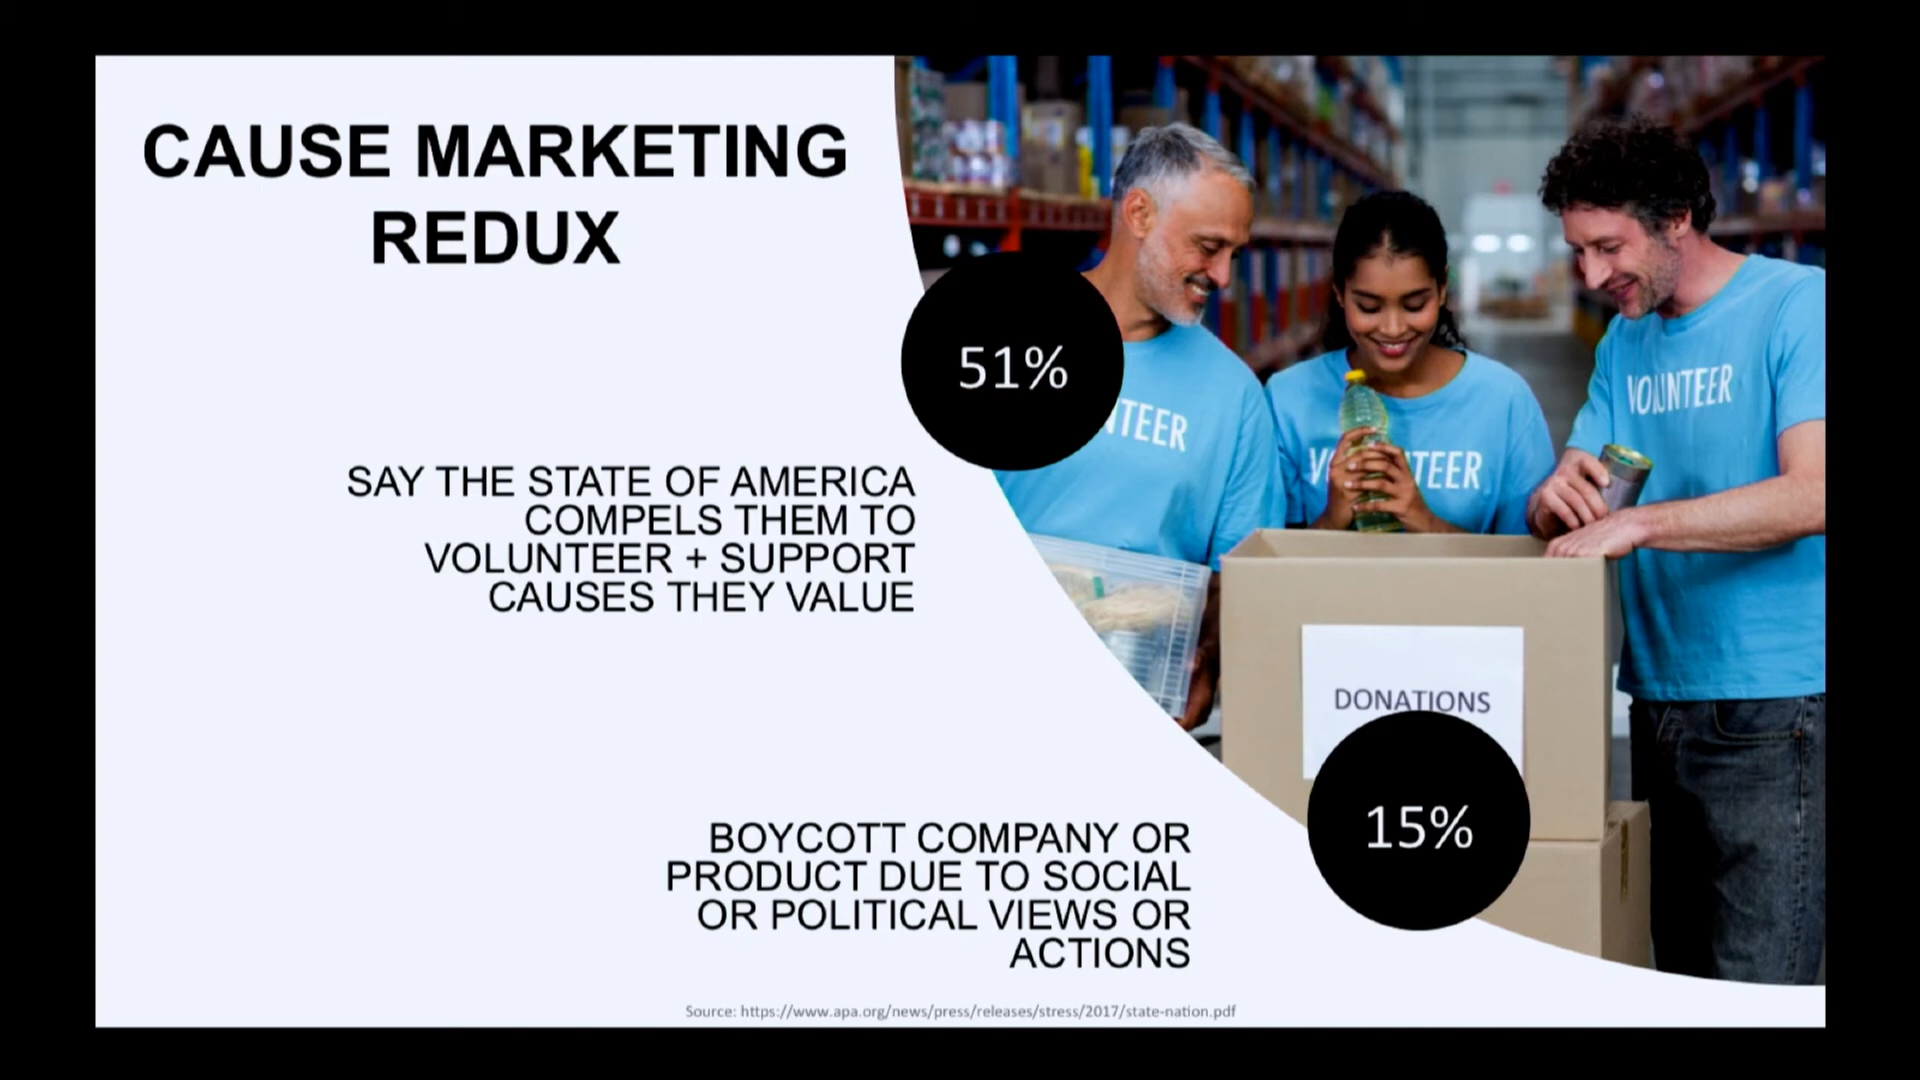 CAUSE MARKETING
REDUX
51%
SAY THE STATE OF AMERICA
COMPELS THEM TO
VOLUNTEER + SUPPORT
CAUSES THEY VALUE
NTEER
VOLUNTEER
DONATIONS
15%
BOYCOTT COMPANY OR
PRODUCT DUE TO SOCIAL
OR POLITICAL VIEWS OR
ACTIONS
Source: https://www.apa.org/news/press/releases/stress/2017/state-nation.pdf